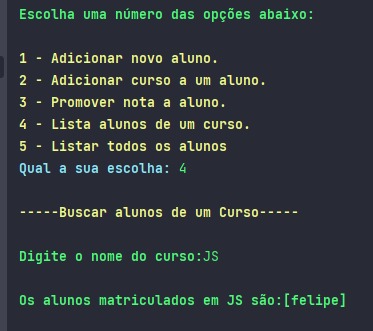 Escolha uma número das opções abaixo:
1 - Adicionar novo aluno.
2 - Adicionar curso a um aluno.
3 - Promover nota a aluno.
4 - Lista alunos de um curso.
5 - Listar todos os alunos
Qual a sua escolha: 4
-----Buscar alunos de um Curso-----
Digite o nome do curso:JS
Os alunos matriculados em JS são:[felipe]